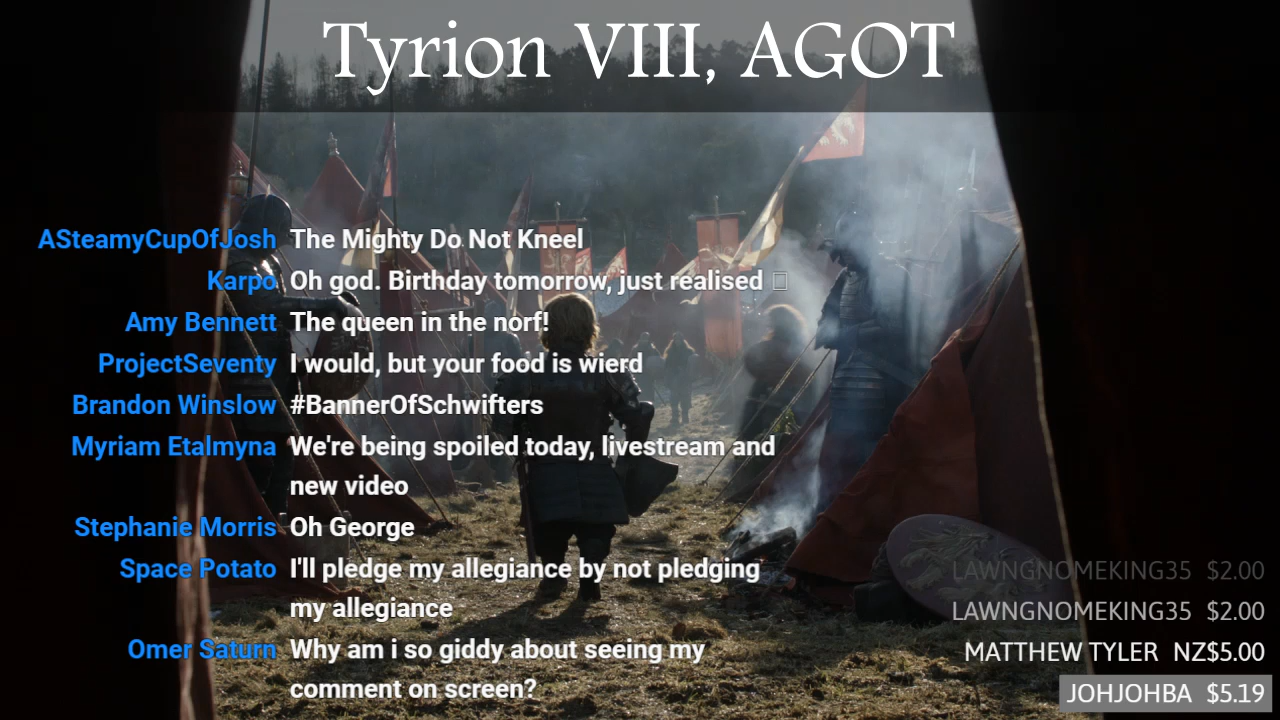 Tyrion VIII, AGOT
ASteamyCupOfJosh The Mighty Do Not Kneel
Karpo Oh god. Birthday tomorrow, just realised
Amy Bennett The queen in the norf!
ProjectSeventy I would, but your food is wierd
Brandon Winslow #BannerOfSchwifters
Myriam Etalmyna We're being spoiled today, livestream and
new video
Stephanie Morris Oh George
Space Potato I'll pledge my allegiance by not pledging
my allegiance
Omer Saturn Why am i so giddy about seeing my
comment on screen?
LAWNGNOMEKING35 $2.00
LAWNGNOMEKING35 $2.00
MATTHEW TYLER NZ$5.00
JOHJOHBA $5.19